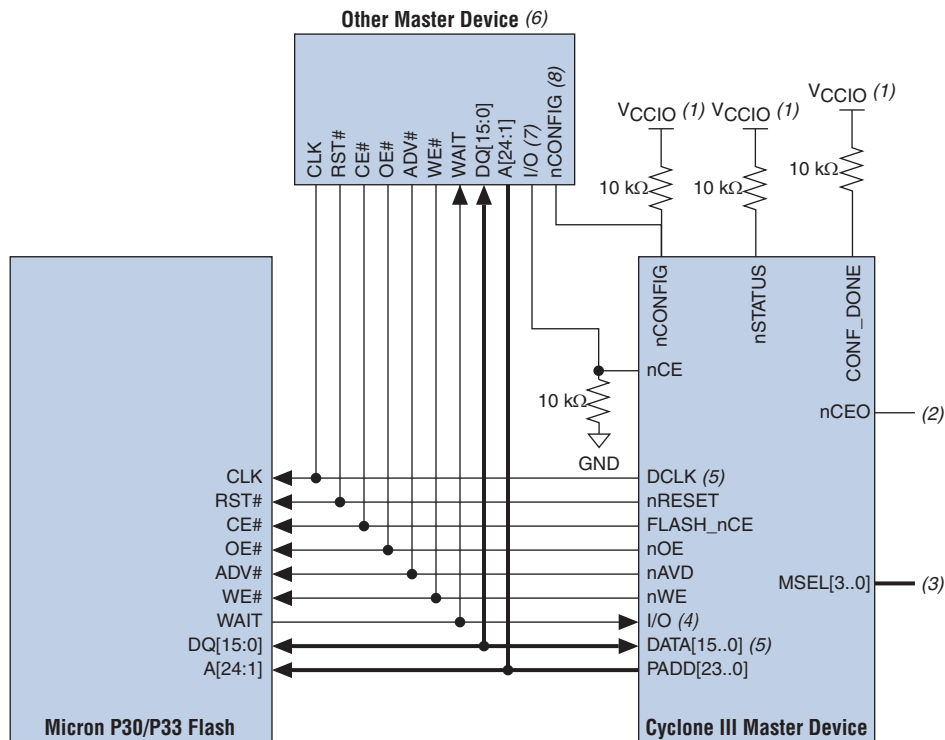 Other Master Device (6)
CLK
RST#
CE#
OE#
ADV#
WE#
WAIT
DQ[15:0]
A[24:1]
I/O (7)
nCONFIG (8)
VCCIO (1)
VCCIO (1)
VCCIO (1)
10 kΩ
10 kΩ
10 kΩ
nCONFIG
nSTATUS
CONF_DONE
nCE
10 kΩ
GND
nCEO
(2)
CLK
DCLK (5)
RST#
nRESET
CE#
FLASH_nCE
OE#
nOE
ADV#
nAVD
MSEL[3..0]
(3)
WE#
nWE
WAIT
I/O (4)
DQ[15:0]
DATA[15..0] (5)
A[24:1]
PADD[23..0]
Micron P30/P33 Flash
Cyclone III Master Device